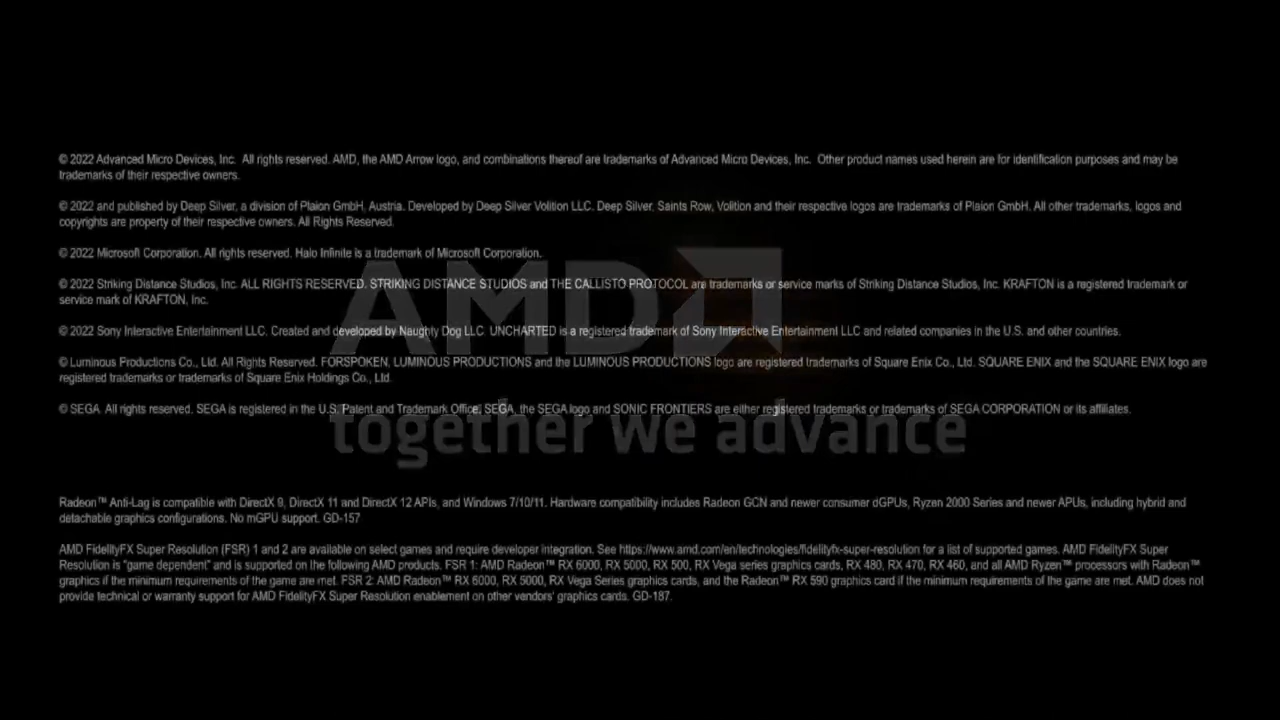 © 2022 Advanced Micro Devices, Inc.  All rights reserved. AMD, the AMD Arrow logo, and combinations thereof are trademarks of Advanced Micro Devices, Inc.  Other product names used herein are for identification purposes and may be
trademarks of their respective owners.
© 2022 and published by Deep Silver, a division of Plaion GmbH, Austria. Developed by Deep Silver Volition LLC. Deep Silver, Saints Row, Volition and their respective logos are trademarks of Plaion GmbH. All other trademarks, logos and
copyrights are property of their respective owners. All Rights Reserved.
© 2022 Microsoft Corporation. All rights reserved. Halo Infinite is a trademark of Microsoft Corporation.
AMD
© 2022 Striking Distance Studios, Inc. ALL RIGHTS RESERVED. STRIKING DISTANCE STUDIOS and THE CALLISTO PROTOCOL are trademarks or service marks of Striking Distance Studios, Inc. KRAFTON is a registered trademark or
service mark of KRAFTON, Inc.
© 2022 Sony Interactive Entertainment LLC. Created and developed by Naughty Dog LLC  UNCHARTED is a registered trademark of Sony Interactive Entertainment LLC and related companies in the U.S. and other countries.
© Luminous Productions Co., Ltd. All Rights Reserved.  FORSPOKEN, LUMINOUS PRODUCTIONS and the LUMINOUS PRODUCTIONS logo are registered trademarks of Square Enix Co., Ltd. SQUARE ENIX and the SQUARE ENIX logo are
registered trademarks or trademarks of Square Enix Holdings Co., Ltd.
© SEGA  All rights reserved. SEGA is registered in the U.S. Patent and Trademark Office. SEGA, the SEGA logo and SONIC FRONTIERS are either registered trademarks or trademarks of SEGA CORPORATION or its affiliates.
together we advance
Radeon™ Anti-Lag is compatible with DirectX 9, DirectX 11 and DirectX 12 APIs, and Windows 7/10/11. Hardware compatibility includes Radeon GCN and newer consumer dGPUs, Ryzen 2000 Series and newer APUs, including hybrid and
detachable graphics configurations. No mGPU support. GD-157
AMD FidelityFX Super Resolution (FSR) 1 and 2 are available on select games and require developer integration. See https://www.amd.com/en/technologies/fidelityfx-super-resolution for a list of supported games. AMD FidelityFX Super
Resolution is "game dependent" and is supported on the following AMD products. FSR 1: AMD Radeon™ RX 6000, RX 5000, RX 500, RX Vega series graphics cards, RX 480, RX 470, RX 460, and all AMD Ryzen™ processors with Radeon™
graphics if the minimum requirements of the game are met. FSR 2: AMD Radeon™ RX 6000, RX 5000, RX Vega Series graphics cards, and the Radeon™ RX 590 graphics card if the minimum requirements of the game are met. AMD does not
provide technical or warranty support for AMD FidelityFX Super Resolution enablement on other vendors' graphics cards. GD-187.